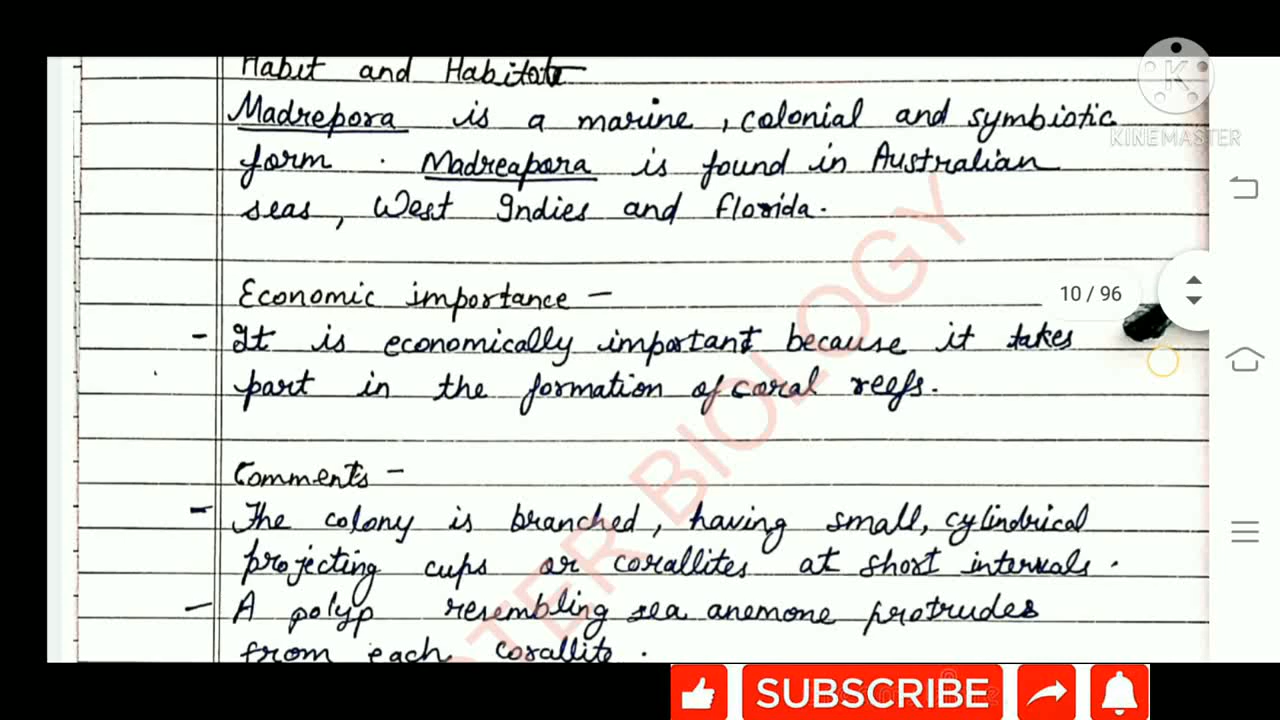 Habit and Habitat
Madrepora is a marine, colonial and symbiotic
form. Madreapora is found in Australian
seas, West Indies and Florida.
Economic importance -
- It is economically important because it takes
part in the formation of coral reefs.
Comments -
- The colony is branched, having small, cylindrical
projecting cups or corallites at short intervals.
- A polyp resembling sea anemone protrudes
from each corallite.
K
KINEMASTER
10 / 96
TER BIOLOGY
SUBSCRIBE